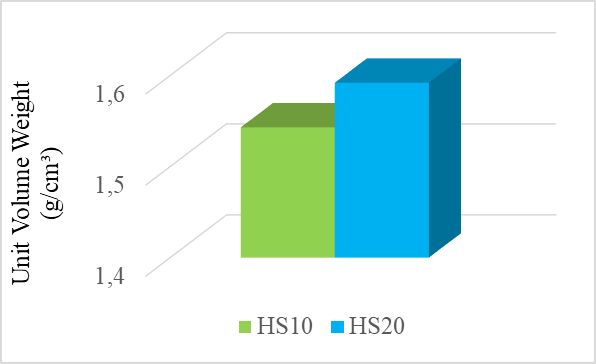 Unit Volume Weight
(g/cm³)
1,6
1,5
1,4
HS10
HS20